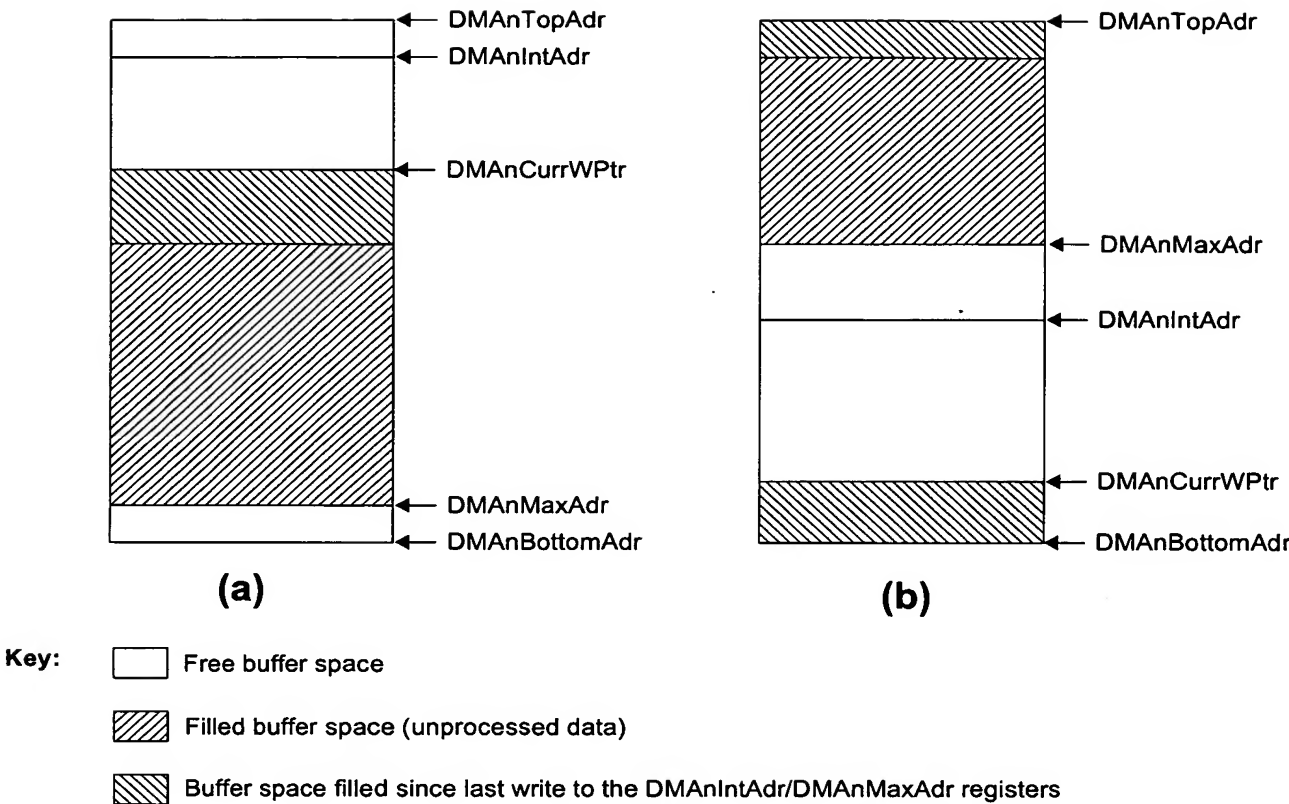 DMAnTopAdr
DMAnIntAdr
DMAnCurrWPtr
DMAnMaxAdr
DMAnBottomAdr
(a)
DMAnTopAdr
DMAnMaxAdr
DMAnIntAdr
DMAnCurrWPtr
DMAnBottomAdr
(b)
Key:
Free buffer space
Filled buffer space (unprocessed data)
Buffer space filled since last write to the DMAnIntAdr/DMAnMaxAdr registers